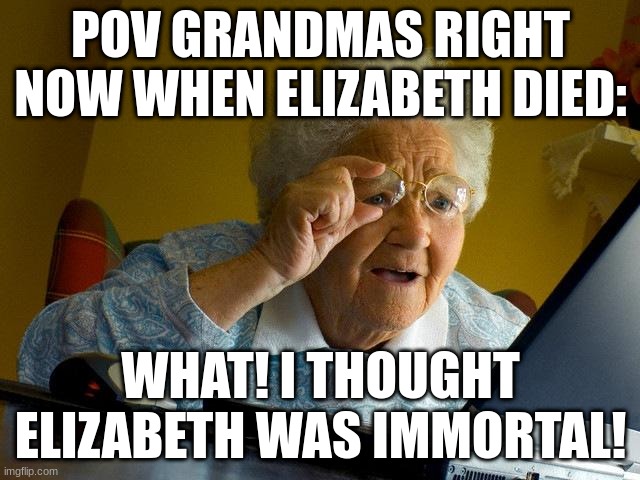 POV GRANDMAS RIGHT
NOW WHEN ELIZABETH DIED:
WHAT! I THOUGHT
ELIZABETH WAS IMMORTAL!
imgflip.com